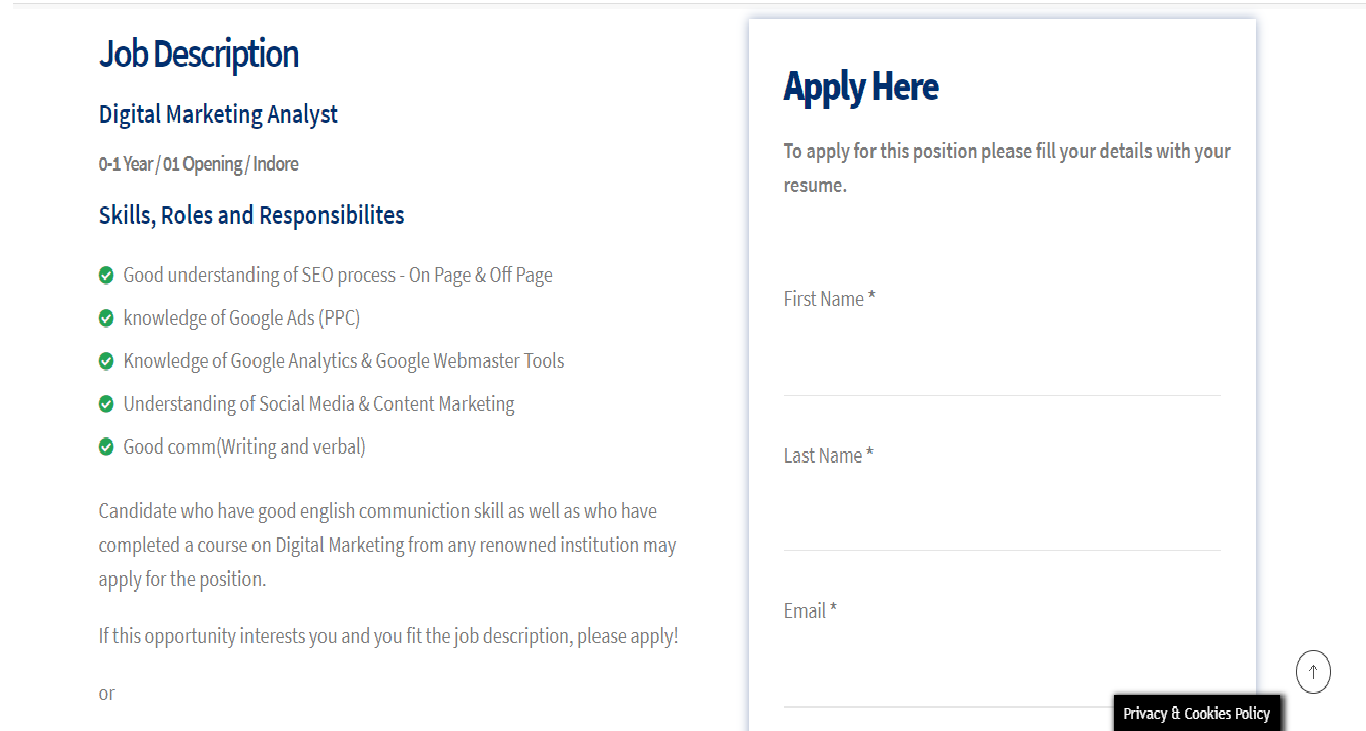 Job Description
Digital Marketing Analyst
0-1 Year / 01 Opening / Indore
Skills, Roles and Responsibilites
Good understanding of SEO process - On Page & Off Page
knowledge of Google Ads (PPC)
Knowledge of Google Analytics & Google Webmaster Tools
Understanding of Social Media & Content Marketing
Good comm(Writing and verbal)
Candidate who have good english communiction skill as well as who have
completed a course on Digital Marketing from any renowned institution may
apply for the position.
If this opportunity interests you and you fit the job description, please apply!
or
Apply Here
To apply for this position please fill your details with your
resume.
First Name *
Last Name *
Email *
Privacy & Cookies Policy